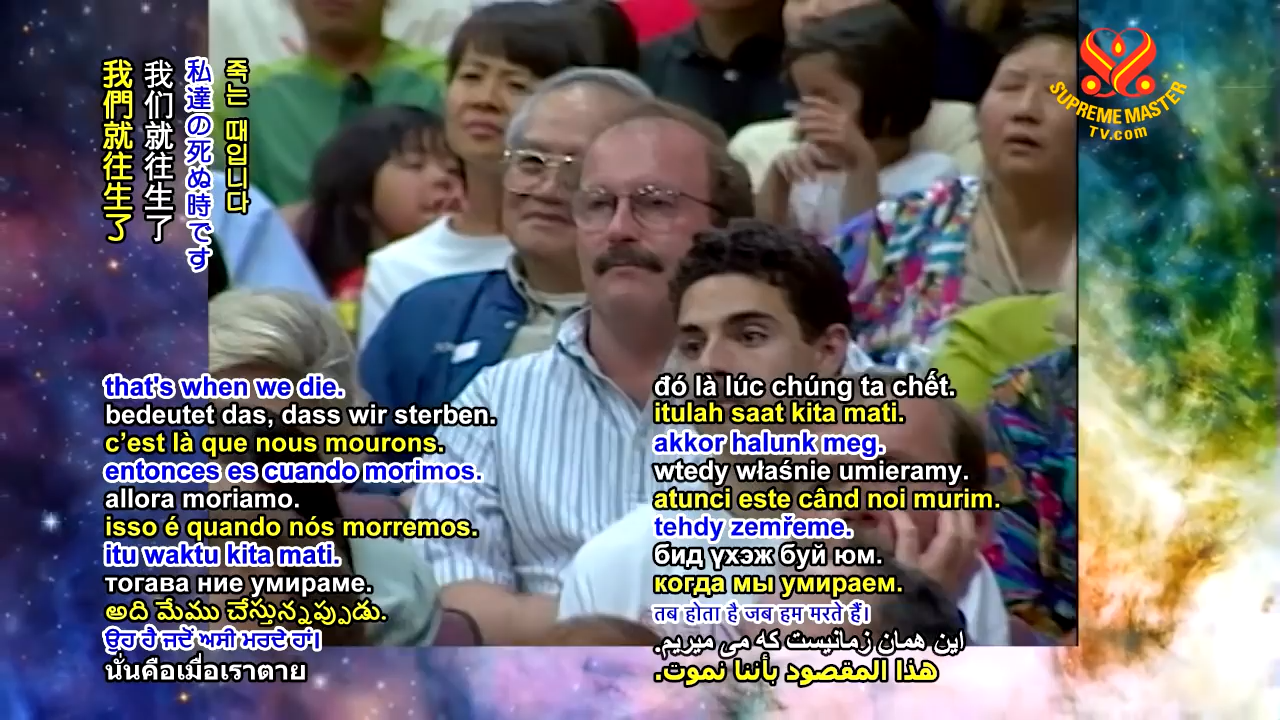 我們就往生了
我们就往生了
私達の死ぬ時です
죽는 때입니다
SUPREME MASTER
TV.com
that's when we die.
bedeutet das, dass wir sterben.
c’est là que nous mourons.
entonces es cuando morimos.
allora moriamo.
isso é quando nós morremos.
itu waktu kita mati.
тогава ние умираме.
అది మేము చేస్తున్నప్పుడు.
ਉਹ ਹੈ ਜਦੋਂ ਅਸੀ ਮਰਦੇ ਹਾਂ।
นั่นคือเมื่อเราตาย
đó là lúc chúng ta chết.
itulah saat kita mati.
akkor halunk meg.
wtedy właśnie umieramy.
atunci este când noi murim.
tehdy zemřeme.
бид үхэж буй юм.
когда мы умираем.
तब होता है जब हम मरते हैं।
این همان زمانیست که می میریم.
هذا المقصود بأننا نموت.